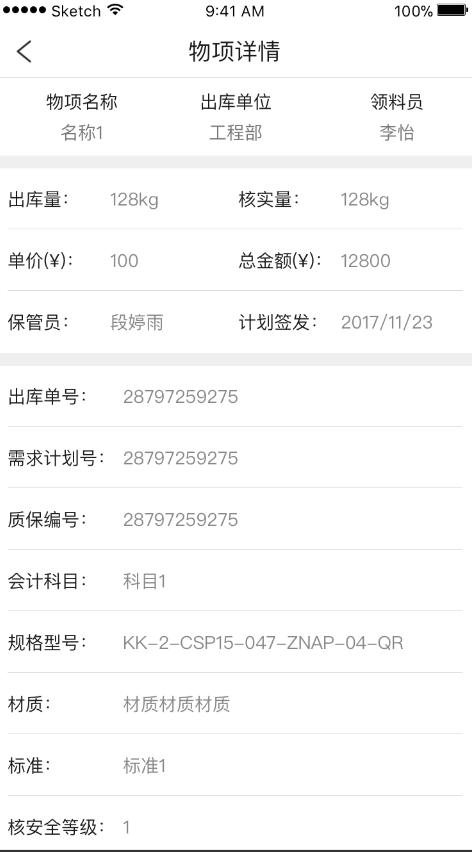 Sketch 9:41 AM 100%
物项详情
物项名称 出库单位 领料员
名称1 工程部 李怡
出库量： 128kg 核实量： 128kg
单价(¥)： 100 总金额(¥)： 12800
保管员： 段婷雨 计划签发： 2017/11/23
出库单号： 28797259275
需求计划号： 28797259275
质保编号： 28797259275
会计科目： 科目1
规格型号： KK-2-CSP15-047-ZNAP-04-QR
材质： 材质材质材质
标准： 标准1
核安全等级： 1